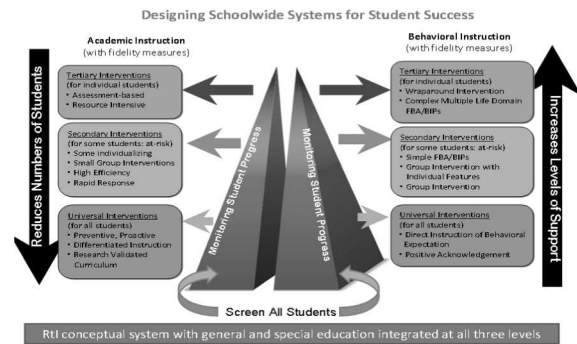 Designing Schoolwide Systems for Student Success
Academic Instruction
(with fidelity measures)
Behavioral Instruction
(with fidelity measures)
Reduces Numbers of Students
Tertiary Interventions
(for individual students)
• Assessment-based
• Resource Intensive
Secondary Interventions
(for some students: at-risk)
• Some individualizing
• Small Group Interventions
• High Efficiency
• Rapid Response
Universal Interventions
(for all students)
• Preventive, Proactive
• Differentiated Instruction
• Research Validated
Curriculum
Monitoring Student Progress
Monitoring Student Progress
Tertiary Interventions
(for individual students)
• Wraparound Intervention
• Complex Multiple Life Domain
FBA/BIPs
Secondary Interventions
(for some students: at-risk)
• Simple FBA/BIPs
• Group Intervention with
Individual Features
• Group Intervention
Universal Interventions
(for all students)
• Direct Instruction of Behavioral
Expectation
• Positive Acknowledgement
Increases Levels of Support
Screen All Students
RtI conceptual system with general and special education integrated at all three levels